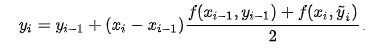 y_i = y_{i-1} + (x_i - x_{i-1}) \frac{f(x_{i-1}, y_{i-1}) + f(x_i, \tilde{y}_i)}{2} .